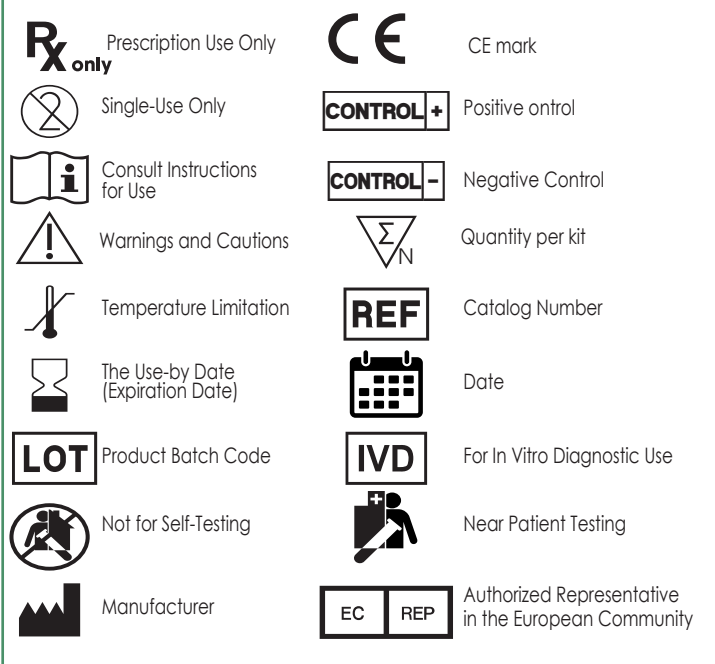 Rx only Prescription Use Only
CE CE mark
2 Single-Use Only
CONTROL + Positive ontrol
i Consult Instructions
for Use
CONTROL - Negative Control
! Warnings and Cautions
Σ N Quantity per kit
Temperature Limitation
REF Catalog Number
The Use-by Date
(Expiration Date)
Date
LOT Product Batch Code
IVD For In Vitro Diagnostic Use
Not for Self-Testing
Near Patient Testing
Manufacturer
EC REP Authorized Representative
in the European Community